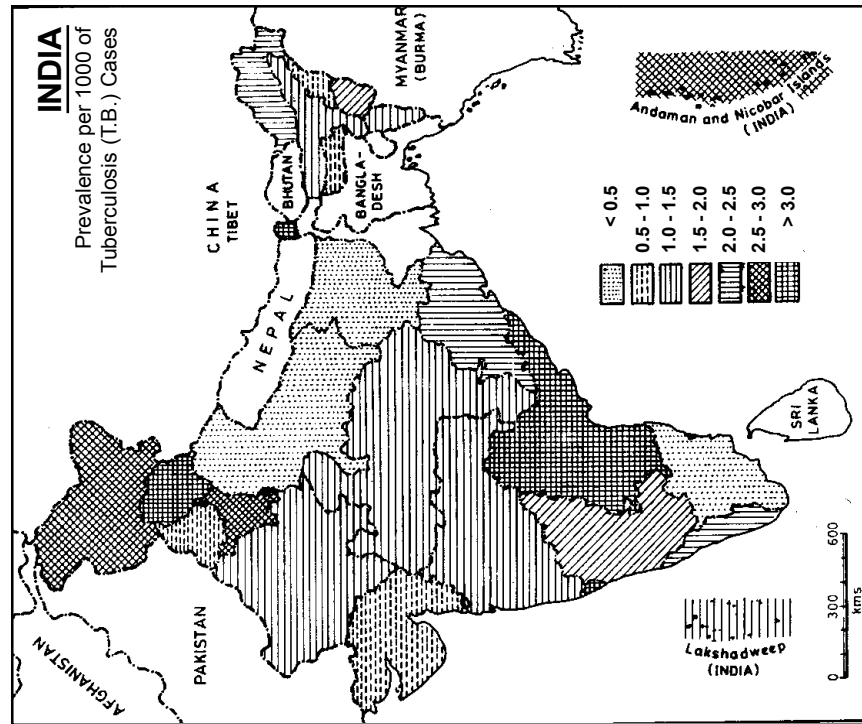 INDIA
Prevalence per 1000 of
Tuberculosis (T.B.) Cases
AFGHANISTAN
PAKISTAN
CHINA
TIBET
NEPAL
BHUTAN
BANGLA-
DESH
MYANMAR
(BURMA)
SRI
LANKA
Andaman and Nicobar Islands
(INDIA)
Lakshadweep
(INDIA)
< 0.5
0.5 - 1.0
1.0 - 1.5
1.5 - 2.0
2.0 - 2.5
2.5 - 3.0
> 3.0
0 300 600
kms